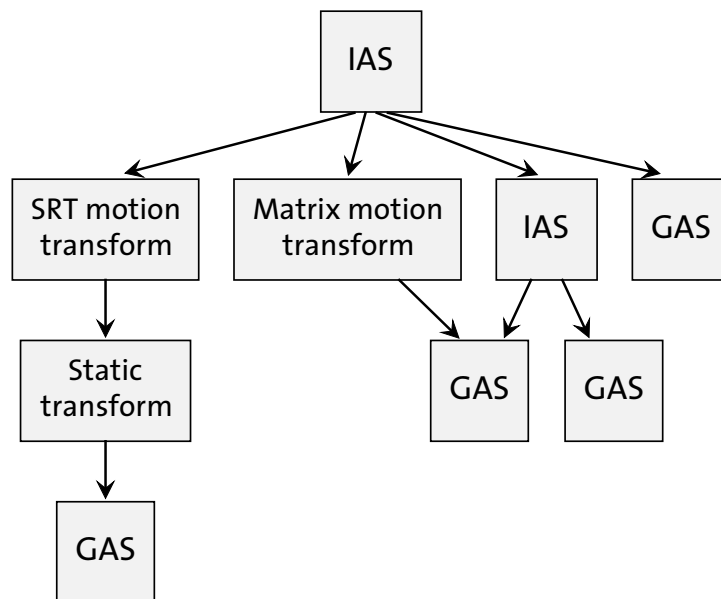 IAS
SRT motion
transform
Matrix motion
transform
IAS
GAS
Static
transform
GAS
GAS
GAS